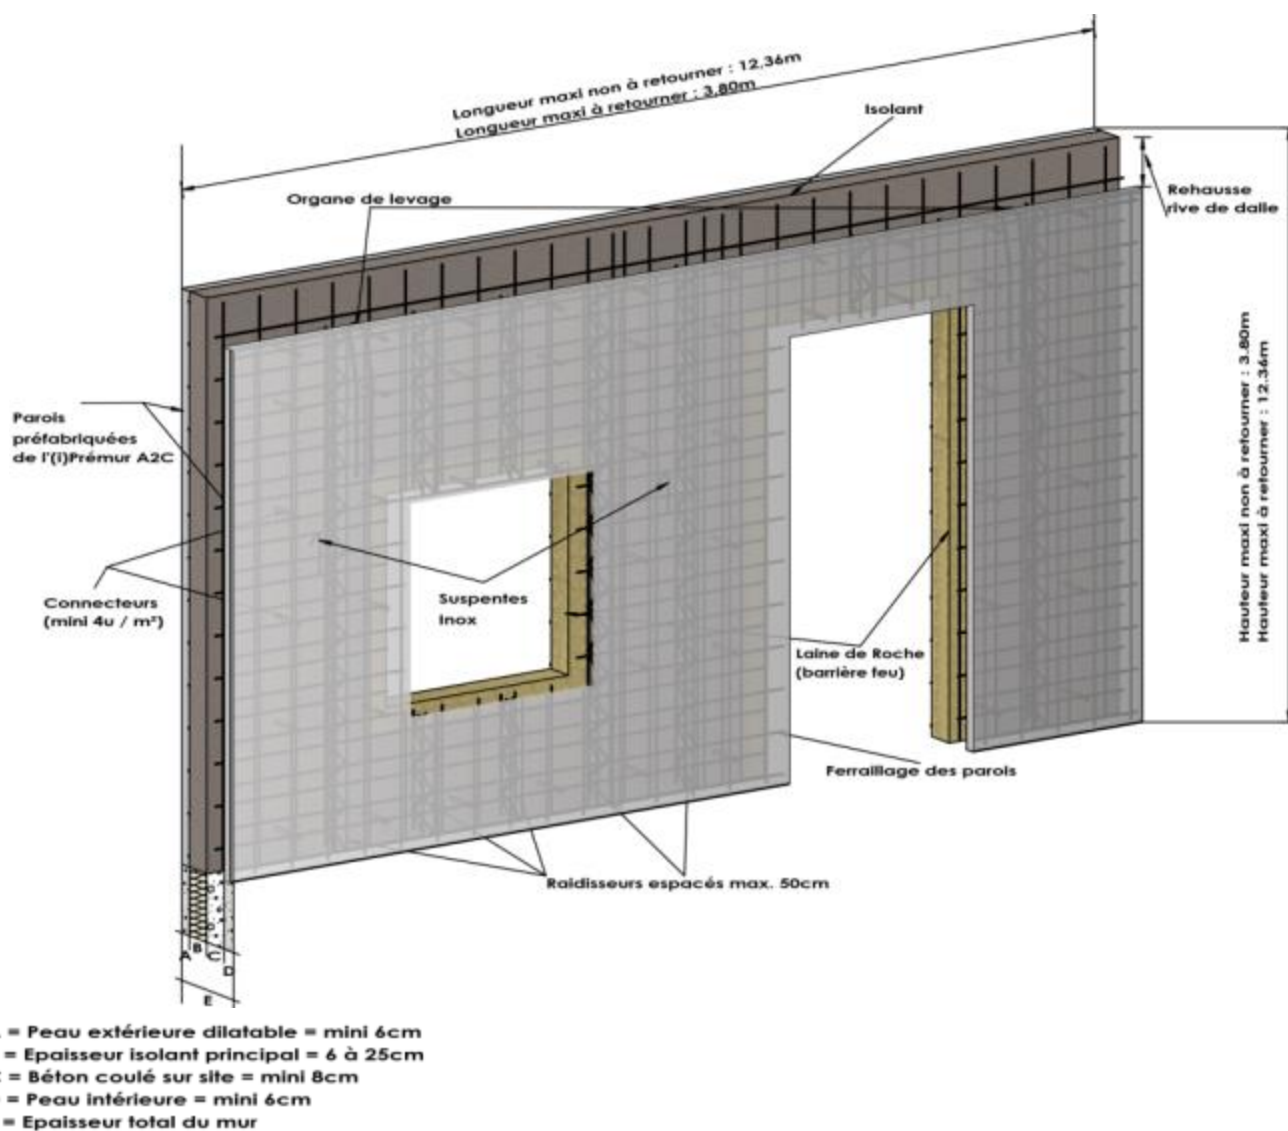 Longueur maxi non à retourner : 12,36m
Longueur maxi à retourner : 3,80m
Isolant
Organe de levage
Rehausse
rive de dalle
Parois
préfabriquées
de l'(i)Prémur A2C
Connecteurs
(mini 4u / m²)
Suspentes
Inox
Laine de Roche
(barrière feu)
Hauteur maxi non à retourner : 3.80m
Hauteur maxi à retourner : 12.36m
Ferraillage des parois
Raidisseurs espacés max. 50cm
A
B
C
D
E
= Peau extérieure dilatable = mini 6cm
= Epaisseur isolant principal = 6 à 25cm
C = Béton coulé sur site = mini 8cm
= Peau intérieure = mini 6cm
= Epaisseur total du mur